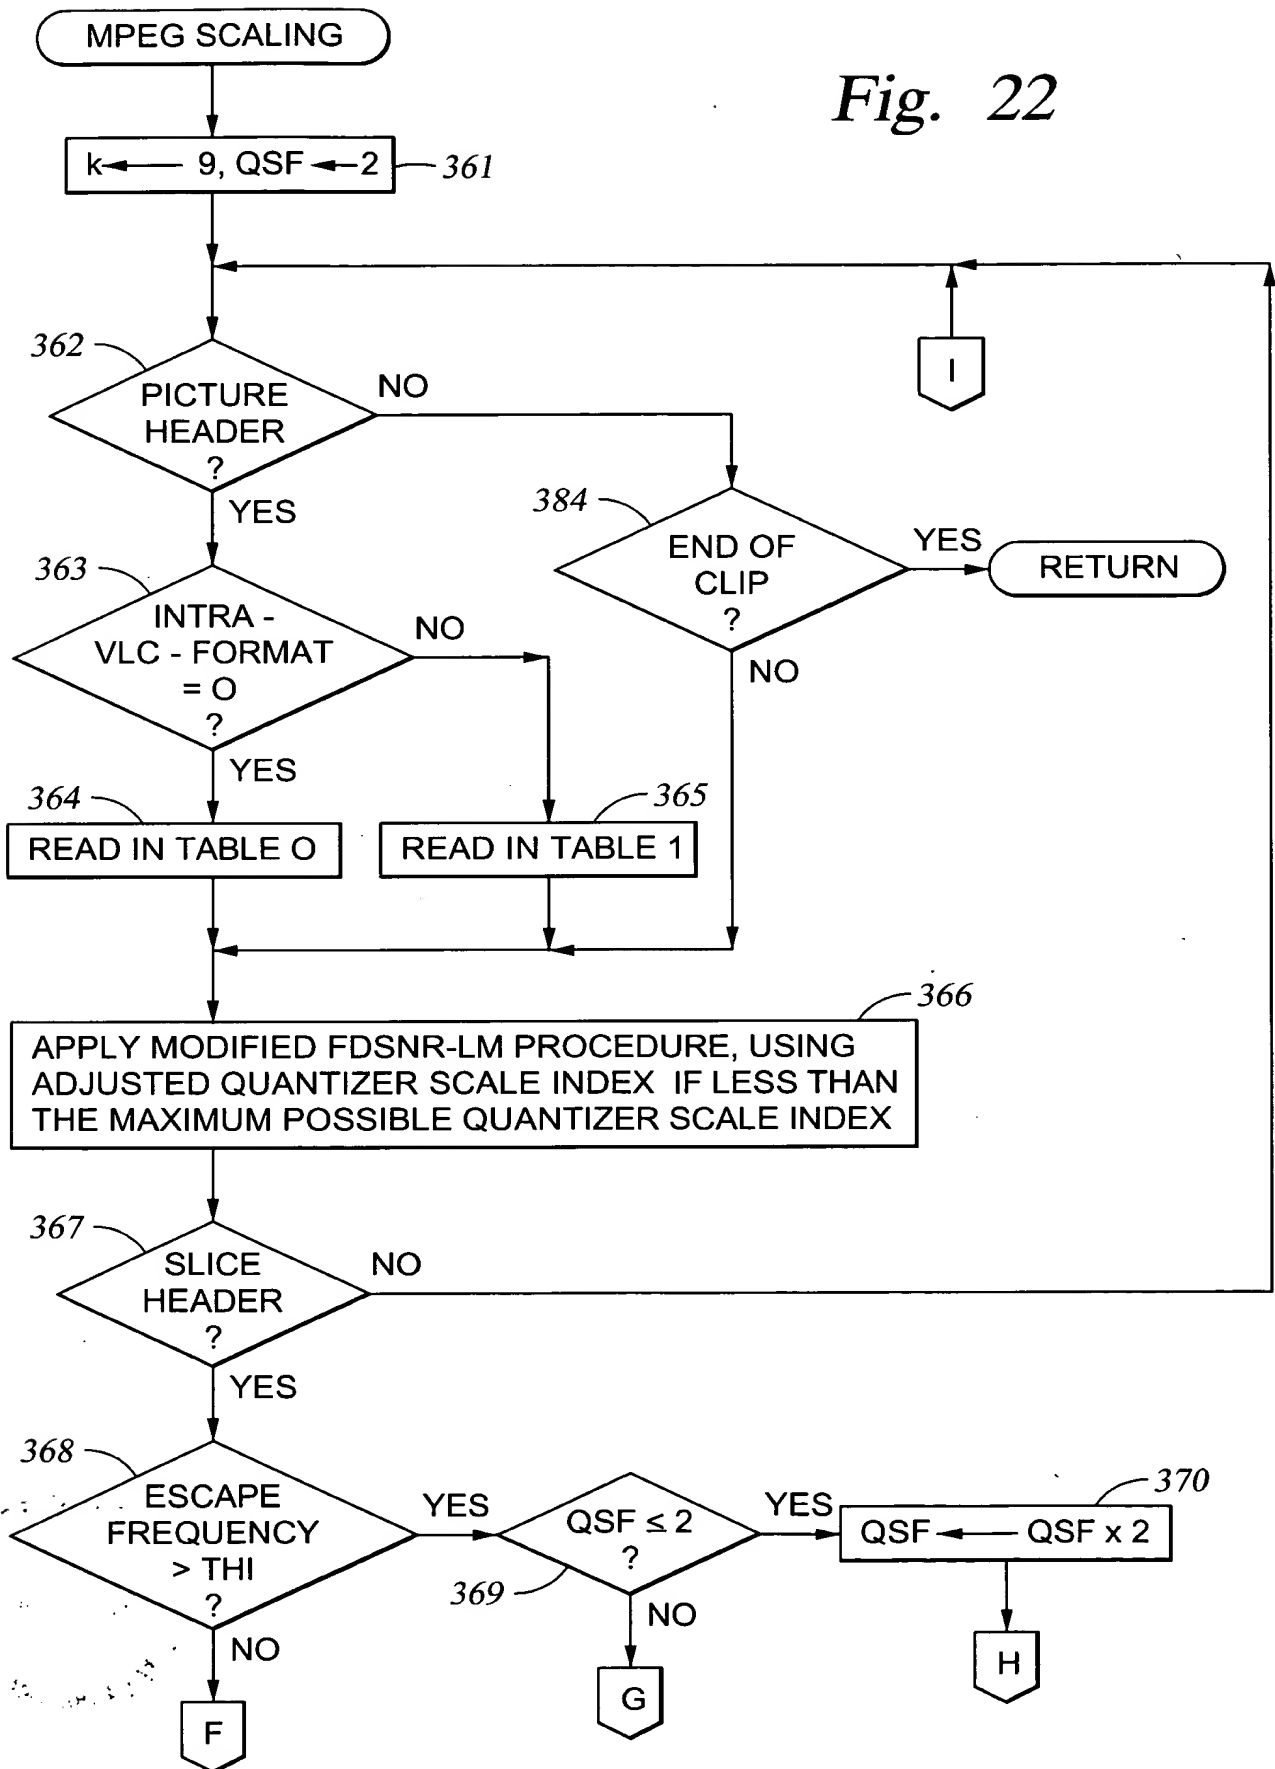 MPEG SCALING
Fig. 22
k ← 9, QSF ← 2
361
362
PICTURE
HEADER
?
NO
YES
I
384
END OF
CLIP
?
YES
RETURN
NO
363
INTRA -
VLC - FORMAT
= O
?
NO
YES
364
READ IN TABLE O
365
READ IN TABLE 1
366
APPLY MODIFIED FDSNR-LM PROCEDURE, USING
ADJUSTED QUANTIZER SCALE INDEX IF LESS THAN
THE MAXIMUM POSSIBLE QUANTIZER SCALE INDEX
367
SLICE
HEADER
?
NO
YES
368
ESCAPE
FREQUENCY
> THI
?
YES
NO
F
QSF ≤ 2
?
369
YES
NO
G
370
QSF ← QSF x 2
H